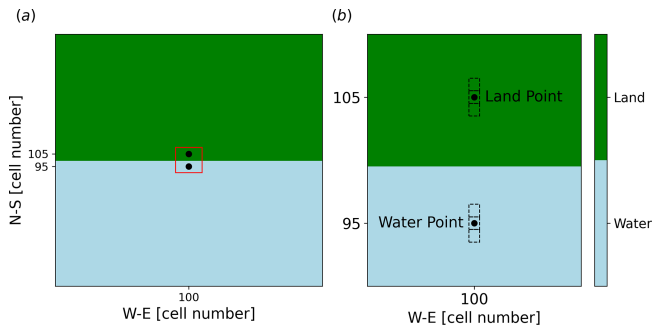 (a)
N-S [cell number]
105
95
100
W-E [cell number]
(b)
105
95
Land Point
Water Point
100
W-E [cell number]
Land
Water